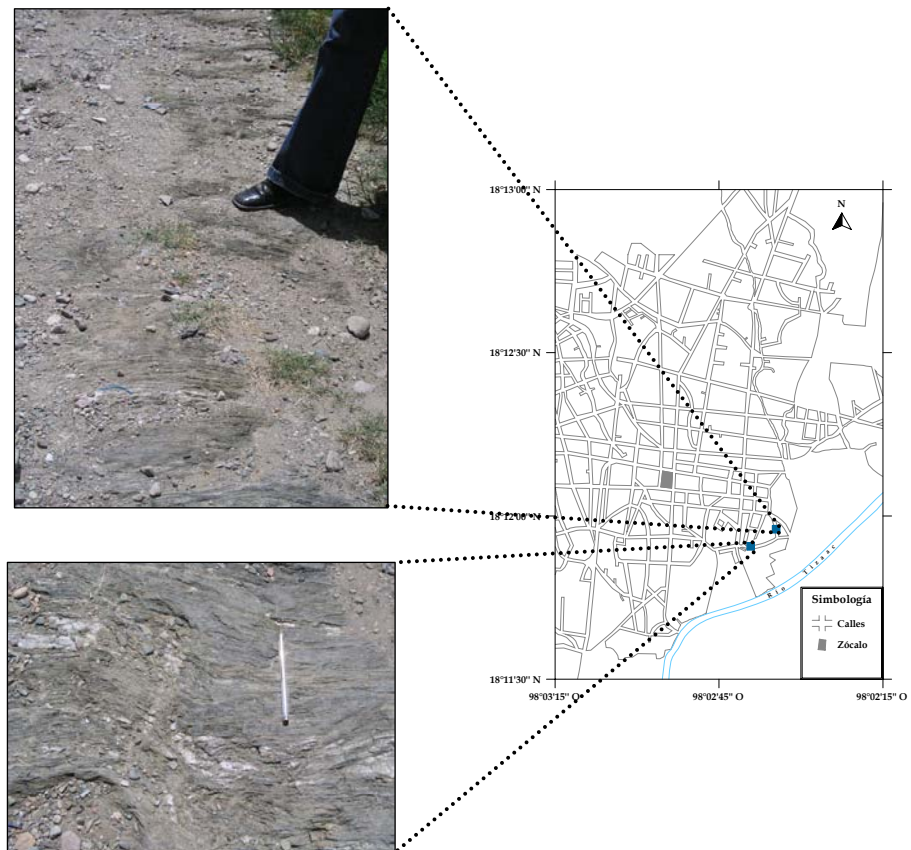 N
18°13'00" N
18°12'30" N
18°12'00" N
18°11'30" N
98°03'15" O
98°02'45" O
98°02'15" O
Río Tizaac
Simbología
Calles
Zócalo